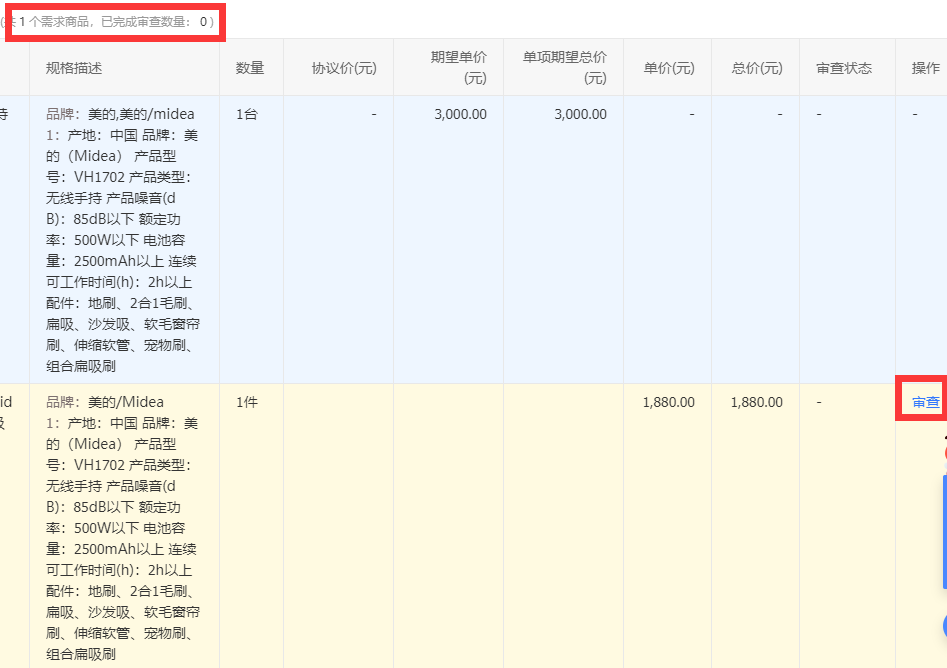 1 个需求商品，已完成审查数量： 0 ）
规格描述
数量
协议价(元)
期望单价
(元)
单项期望总价
(元)
单价(元)
总价(元)
审查状态
操作
品牌：美的,美的/midea
1：产地：中国 品牌：美
的（Midea） 产品型
号：VH1702 产品类型：
无线手持 产品噪音(d
B)：85dB以下 额定功
率：500W以下 电池容
量：2500mAh以上 连续
可工作时间(h)：2h以上
配件：地刷、2合1毛刷、
扁吸、沙发吸、软毛窗帘
刷、伸缩软管、宠物刷、
组合扁吸刷
1台
-
3,000.00
3,000.00
-
-
-
-
id
品牌：美的/Midea
1：产地：中国 品牌：美
的（Midea） 产品型
号：VH1702 产品类型：
无线手持 产品噪音(d
B)：85dB以下 额定功
率：500W以下 电池容
量：2500mAh以上 连续
可工作时间(h)：2h以上
配件：地刷、2合1毛刷、
扁吸、沙发吸、软毛窗帘
刷、伸缩软管、宠物刷、
组合扁吸刷
1件
1,880.00
1,880.00
-
审查